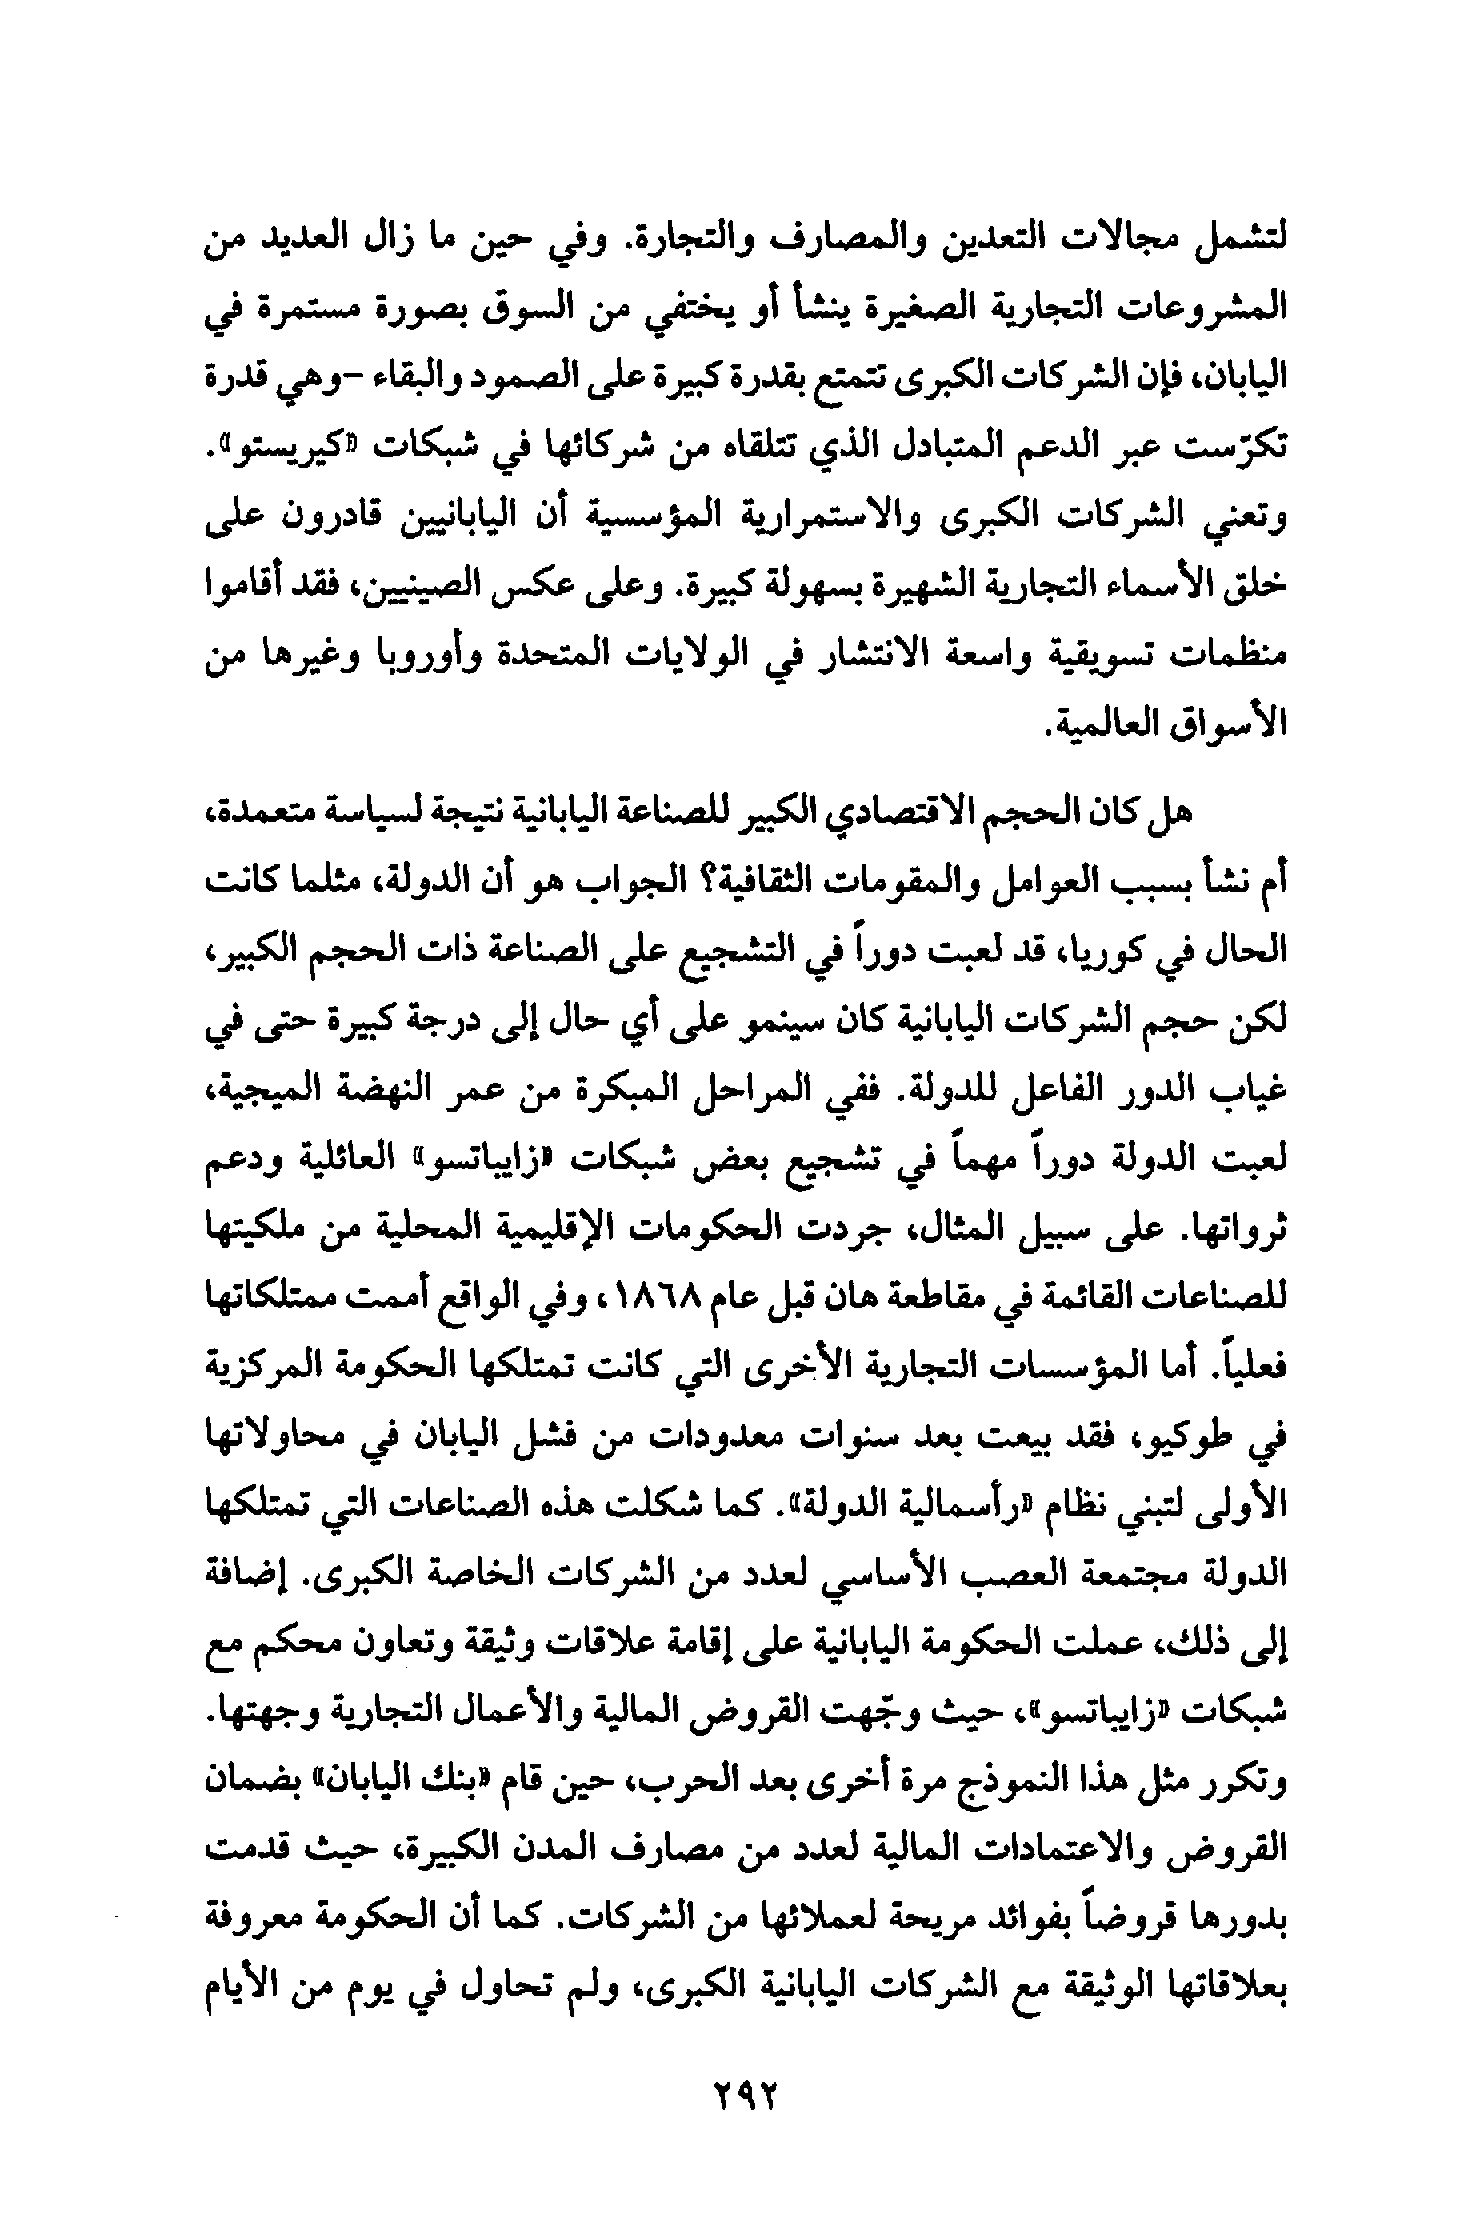 لتشمل مجالات التعدين والمصارف والتجارة. وفي حين ما زال العديد من
المشروعات التجارية الصغيرة ينشأ أو يختفي من السوق بصورة مستمرة في
اليابان، فإن الشركات الكبرى تتمتع بقدرة كبيرة على الصمود والبقاء -وهي قدرة
تكرّست عبر الدعم المتبادل الذي تتلقاه من شركائها في شبكات «كيريستو».
وتعني الشركات الكبرى والاستمرارية المؤسسية أن اليابانيين قادرون على
خلق الأسماء التجارية الشهيرة بسهولة كبيرة. وعلى عكس الصينيين، فقد أقاموا
منظمات تسويقية واسعة الانتشار في الولايات المتحدة وأوروبا وغيرها من
الأسواق العالمية.
هل كان الحجم الاقتصادي الكبير للصناعة اليابانية نتيجة لسياسة متعمدة،
أم نشأ بسبب العوامل والمقومات الثقافية؟ الجواب هو أن الدولة، مثلما كانت
الحال في كوريا، قد لعبت دوراً في التشجيع على الصناعة ذات الحجم الكبير،
لكن حجم الشركات اليابانية كان سينمو على أي حال إلى درجة كبيرة حتى في
غياب الدور الفاعل للدولة. ففي المراحل المبكرة من عمر النهضة الميجية،
لعبت الدولة دوراً مهماً في تشجيع بعض شبكات «زايباتسو» العائلية ودعم
ثرواتها. على سبيل المثال، جردت الحكومات الإقليمية المحلية من ملكيتها
للصناعات القائمة في مقاطعة هان قبل عام ١٨٦٨، وفي الواقع أممت ممتلكاتها
فعلياً. أما المؤسسات التجارية الأخرى التي كانت تمتلكها الحكومة المركزية
في طوكيو، فقد بيعت بعد سنوات معدودات من فشل اليابان في محاولاتها
الأولى لتبني نظام «رأسمالية الدولة». كما شكلت هذه الصناعات التي تمتلكها
الدولة مجتمعة العصب الأساسي لعدد من الشركات الخاصة الكبرى. إضافة
إلى ذلك، عملت الحكومة اليابانية على إقامة علاقات وثيقة وتعاون محكم مع
شبكات «زايباتسو»، حيث وجّهت القروض المالية والأعمال التجارية وجهتها.
وتكرر مثل هذا النموذج مرة أخرى بعد الحرب، حين قام «بنك اليابان» بضمان
القروض والاعتمادات المالية لعدد من مصارف المدن الكبيرة، حيث قدمت
بدورها قروضاً بفوائد مريحة لعملائها من الشركات. كما أن الحكومة معروفة
بعلاقاتها الوثيقة مع الشركات اليابانية الكبرى، ولم تحاول في يوم من الأيام
٢٩٢